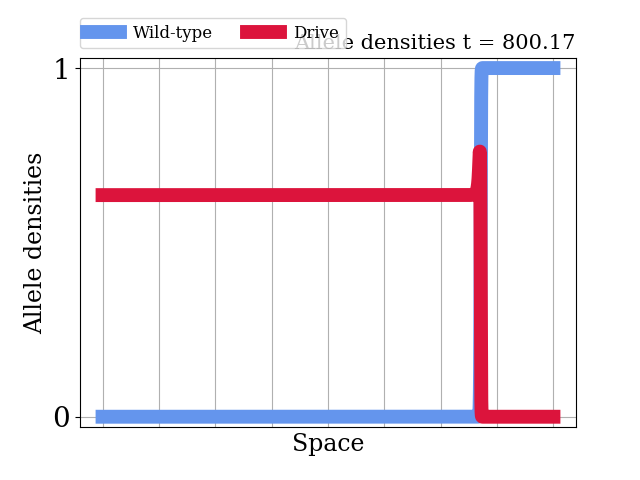 Wild-type Drive
Allele densities t = 800.17
1
0
Allele densities
Space